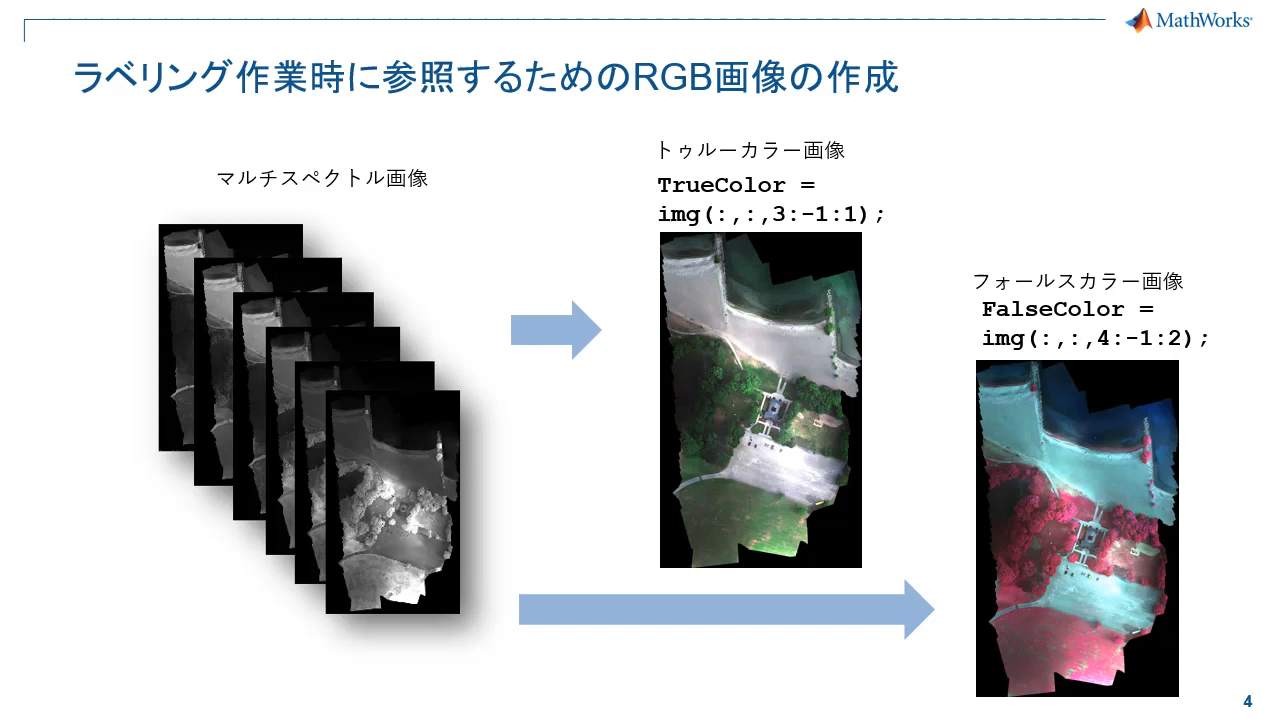 MathWorks
ラベリング作業時に参照するためのRGB画像の作成
マルチスペクトル画像
トゥルーカラー画像
TrueColor =
img(:,:,3:-1:1);
フォールスカラー画像
FalseColor =
img(:,:,4:-1:2);
4